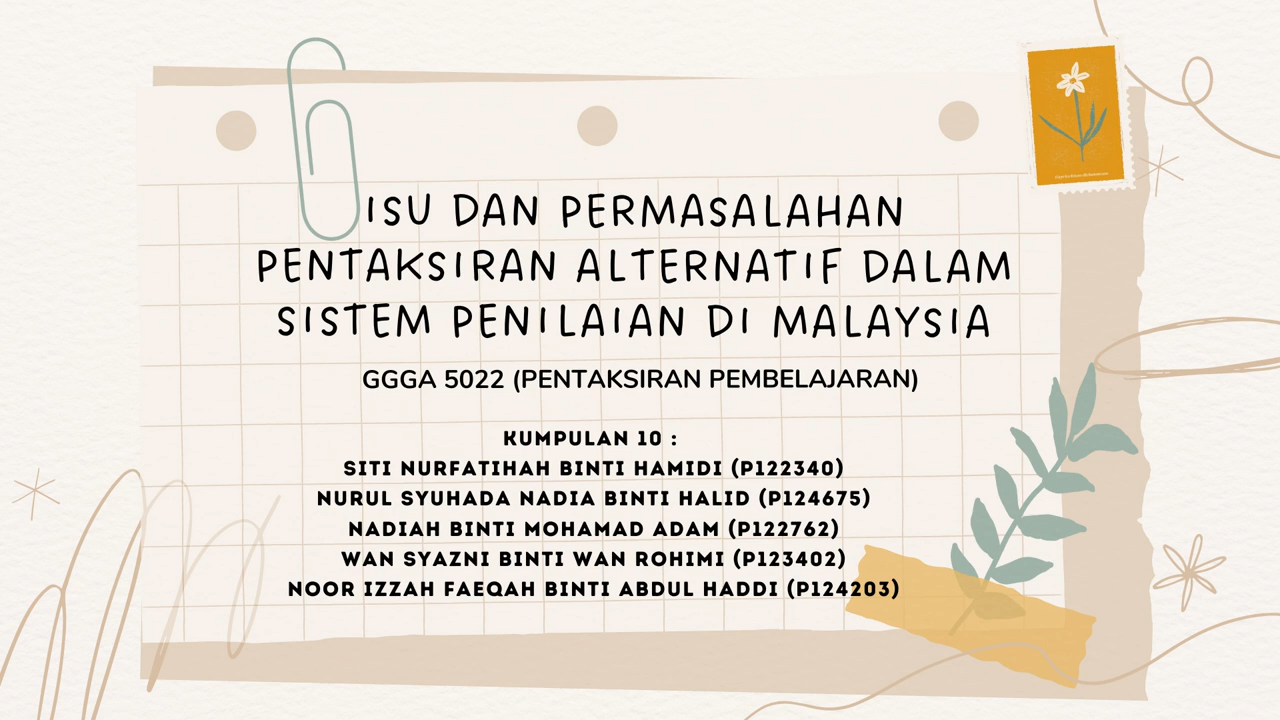 ISU DAN PERMASALAHAN
PENTAKSIRAN ALTERNATIF DALAM
SISTEM PENILAIAN DI MALAYSIA
GGGA 5022 (PENTAKSIRAN PEMBELAJARAN)
KUMPULAN 10 :
SITI NURFATIHAH BINTI HAMIDI (P122340)
NURUL SYUHADA NADIA BINTI HALID (P124675)
NADIAH BINTI MOHAMAD ADAM (P122762)
WAN SYAZNI BINTI WAN ROHIMI (P123402)
NOOR IZZAH FAEQAH BINTI ABDUL HADDI (P124203)